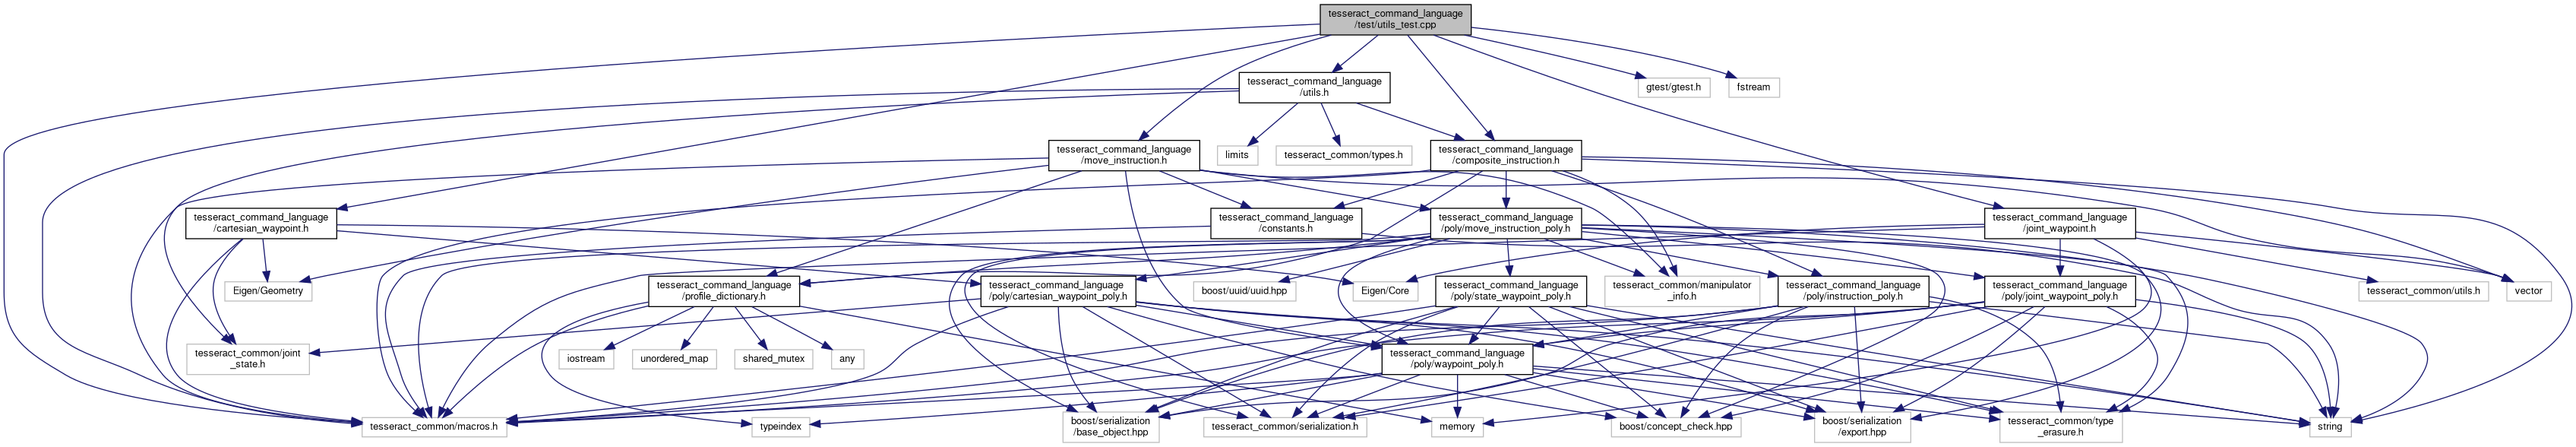 tesseract_command_language
/test/utils_test.cpp
tesseract_command_language
/utils.h
gtest/gtest.h
fstream
tesseract_command_language
/move_instruction.h
limits
tesseract_common/types.h
tesseract_command_language
/composite_instruction.h
tesseract_command_language
/cartesian_waypoint.h
tesseract_command_language
/constants.h
tesseract_command_language
/poly/move_instruction_poly.h
tesseract_command_language
/joint_waypoint.h
Eigen/Geometry
tesseract_command_language
/profile_dictionary.h
tesseract_command_language
/poly/cartesian_waypoint_poly.h
boost/uuid/uuid.hpp
Eigen/Core
tesseract_command_language
/poly/state_waypoint_poly.h
tesseract_common/manipulator
_info.h
tesseract_command_language
/poly/instruction_poly.h
tesseract_command_language
/poly/joint_waypoint_poly.h
tesseract_common/utils.h
vector
tesseract_common/joint
_state.h
iostream
unordered_map
shared_mutex
any
tesseract_command_language
/poly/waypoint_poly.h
tesseract_common/macros.h
typeindex
boost/serialization
/base_object.hpp
tesseract_common/serialization.h
memory
boost/concept_check.hpp
boost/serialization
/export.hpp
tesseract_common/type
_erasure.h
string